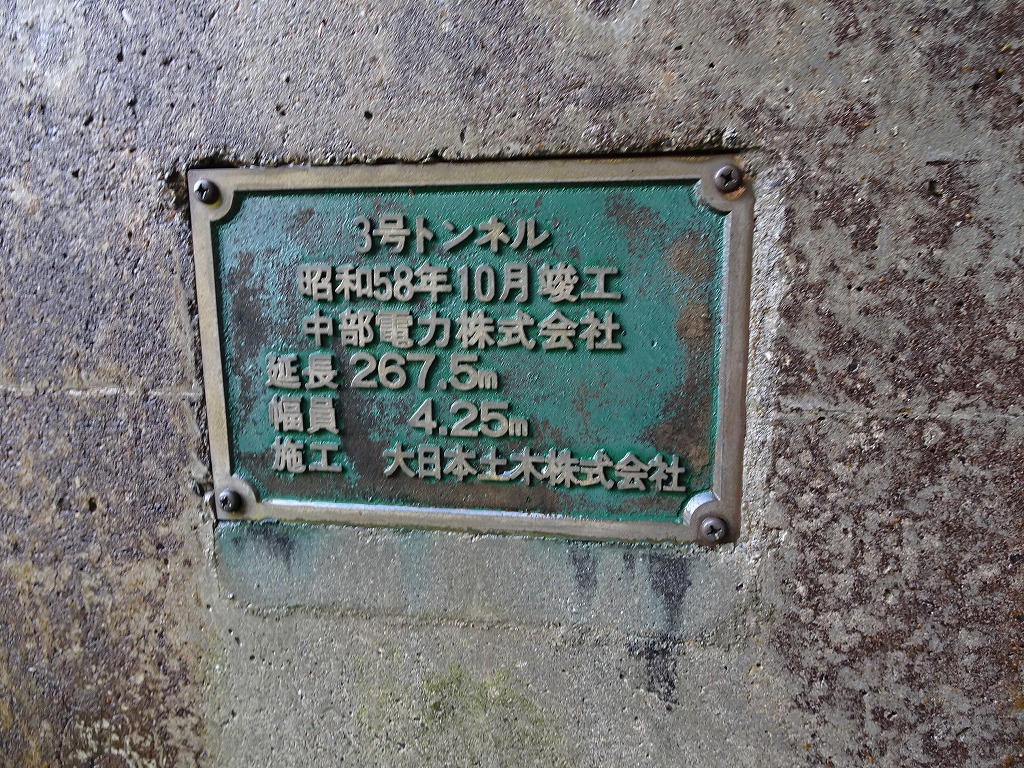 3号トンネル
昭和58年10月竣工
中部電力株式会社
延長 267.5m
幅員 4.25m
施工 大日本土木株式会社